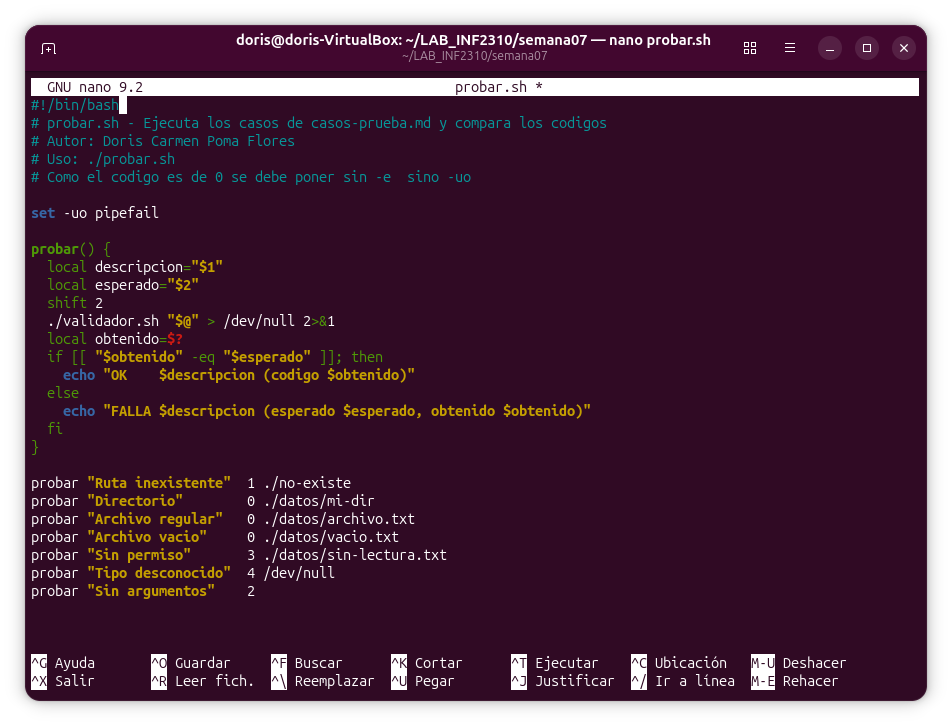 doris@doris-VirtualBox: ~/LAB_INF2310/semana07 — nano probar.sh
~/LAB_INF2310/semana07
GNU nano 9.2 probar.sh *
#!/bin/bash
# probar.sh - Ejecuta los casos de casos-prueba.md y compara los codigos
# Autor: Doris Carmen Poma Flores
# Uso: ./probar.sh
# Como el codigo es de 0 se debe poner sin -e  sino -uo
set -uo pipefail
probar() {
  local descripcion="$1"
  local esperado="$2"
  shift 2
  ./validador.sh "$@" > /dev/null 2>&1
  local obtenido=$?
  if [[ "$obtenido" -eq "$esperado" ]]; then
    echo "OK    $descripcion (codigo $obtenido)"
  else
    echo "FALLA $descripcion (esperado $esperado, obtenido $obtenido)"
  fi
}
probar "Ruta inexistente"  1 ./no-existe
probar "Directorio"        0 ./datos/mi-dir
probar "Archivo regular"   0 ./datos/archivo.txt
probar "Archivo vacio"     0 ./datos/vacio.txt
probar "Sin permiso"       3 ./datos/sin-lectura.txt
probar "Tipo desconocido"  4 /dev/null
probar "Sin argumentos"    2
^G Ayuda ^O Guardar ^F Buscar ^K Cortar ^T Ejecutar ^C Ubicación M-U Deshacer
^X Salir ^R Leer fich. ^\ Reemplazar ^U Pegar ^J Justificar ^/ Ir a línea M-E Rehacer